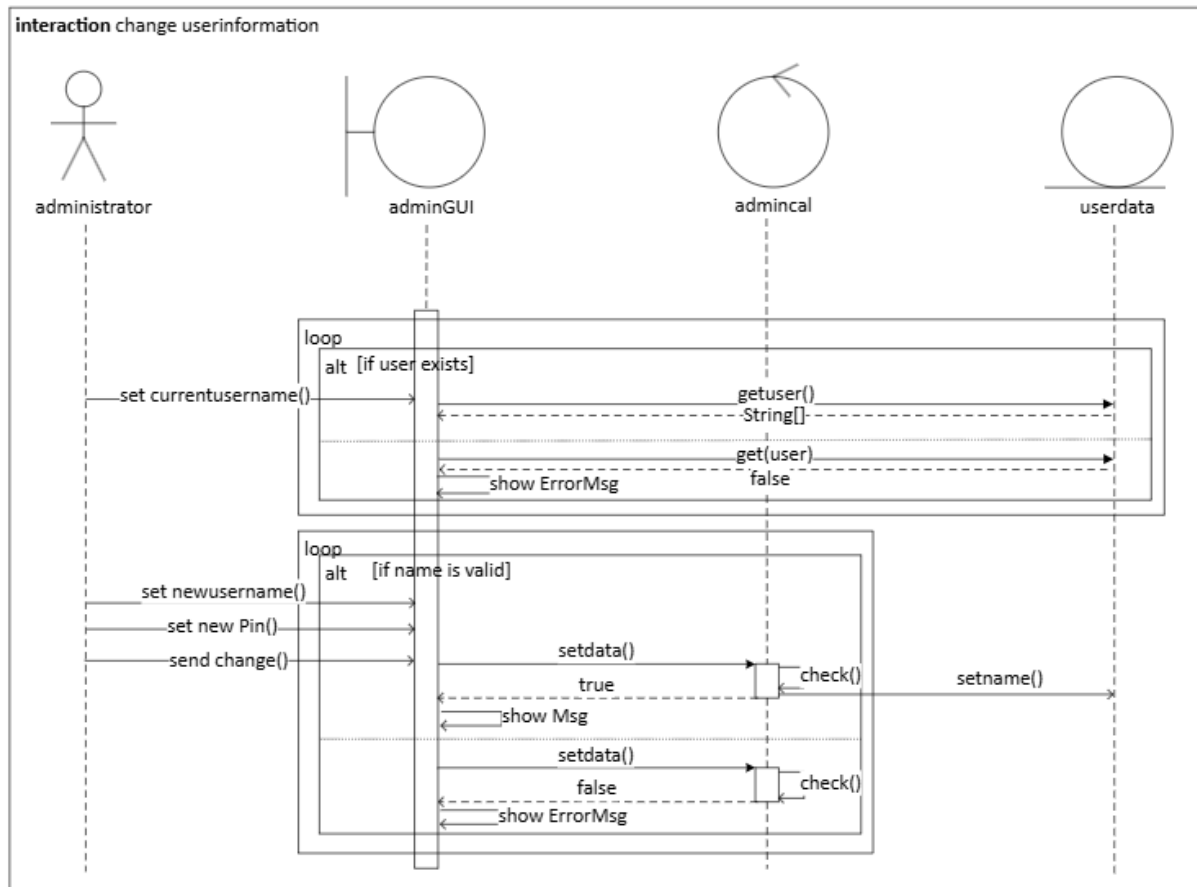 interaction change userinformation
administrator
adminGUI
admincal
userdata
loop
alt [if user exists]
set currentusername()
getuser()
String[]
get(user)
false
show ErrorMsg
loop
alt [if name is valid]
set newusername()
set new Pin()
send change()
setdata()
check()
true
setname()
show Msg
setdata()
check()
false
show ErrorMsg